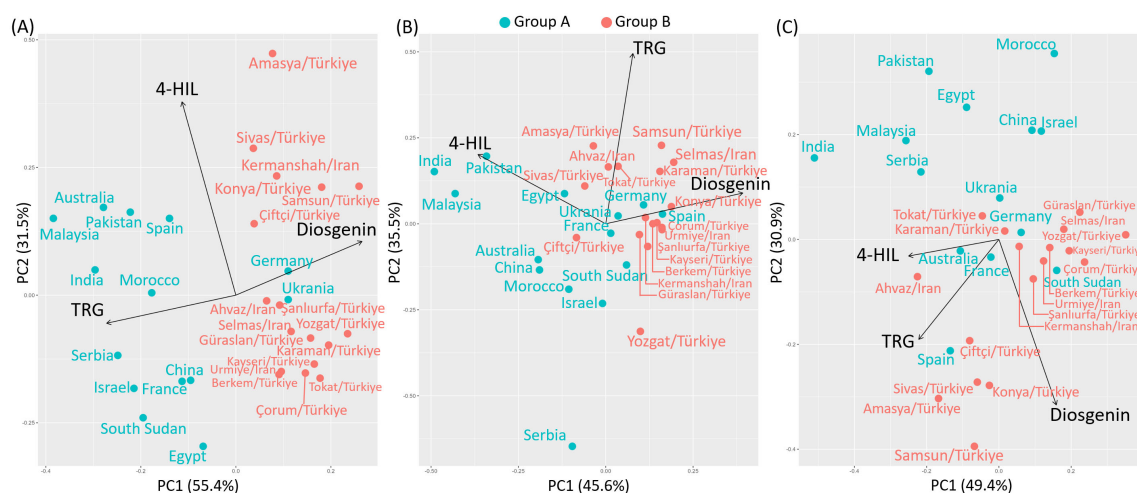 (A)
(B)
(C)
Group A
Group B
0.50
0.25
0.00
-0.25
PC2 (31.5%)
Amasya/Türkiye
4-HIL
Sivas/Türkiye
Kermanshah/Iran
Konya/Türkiye
Samsun/Türkiye
Çiftçi/Türkiye
Diosgenin
Australia
Pakistan
Spain
Malaysia
India
Morocco
Germany
Ukrania
TRG
Ahvaz/Iran
Şanlıurfa/Türkiye
Selmas/Iran
Yozgat/Türkiye
Güraslan/Türkiye
Karaman/Türkiye
Kayseri/Türkiye
Urmiye/Iran
Berkem/Türkiye
Tokat/Türkiye
Çorum/Türkiye
Serbia
China
Israel
France
South Sudan
Egypt
-0.4
-0.2
0.0
0.2
PC1 (55.4%)
0.50
0.25
0.00
-0.25
-0.50
PC2 (35.5%)
TRG
4-HIL
Amasya/Türkiye
Samsun/Türkiye
Ahvaz/Iran
Selmas/Iran
Pakistan
India
Sivas/Türkiye
Tokat/Türkiye
Karaman/Türkiye
Diosgenin
Malaysia
Egypt
Germany
Konya/Türkiye
Ukrania
Spain
France
Çorum/Türkiye
Urmiye/Iran
Çiftçi/Türkiye
Şanlıurfa/Türkiye
Australia
Kayseri/Türkiye
China
South Sudan
Berkem/Türkiye
Morocco
Kermanshah/Iran
Israel
Güraslan/Türkiye
Yozgat/Türkiye
Serbia
-0.50
-0.25
0.00
0.25
PC1 (45.6%)
0.2
0.0
-0.2
-0.4
PC2 (30.9%)
Morocco
Pakistan
Egypt
China
Israel
Malaysia
India
Serbia
Ukrania
Tokat/Türkiye
Germany
Güraslan/Türkiye
Karaman/Türkiye
Selmas/Iran
Yozgat/Türkiye
4-HIL
Australia
France
Kayseri/Türkiye
Ahvaz/Iran
South Sudan
Çorum/Türkiye
Berkem/Türkiye
Urmiye/Iran
Şanlıurfa/Türkiye
Kermanshah/Iran
TRG
Spain
Çiftçi/Türkiye
Sivas/Türkiye
Konya/Türkiye
Amasya/Türkiye
Diosgenin
Samsun/Türkiye
-0.4
-0.2
0.0
0.2
PC1 (49.4%)